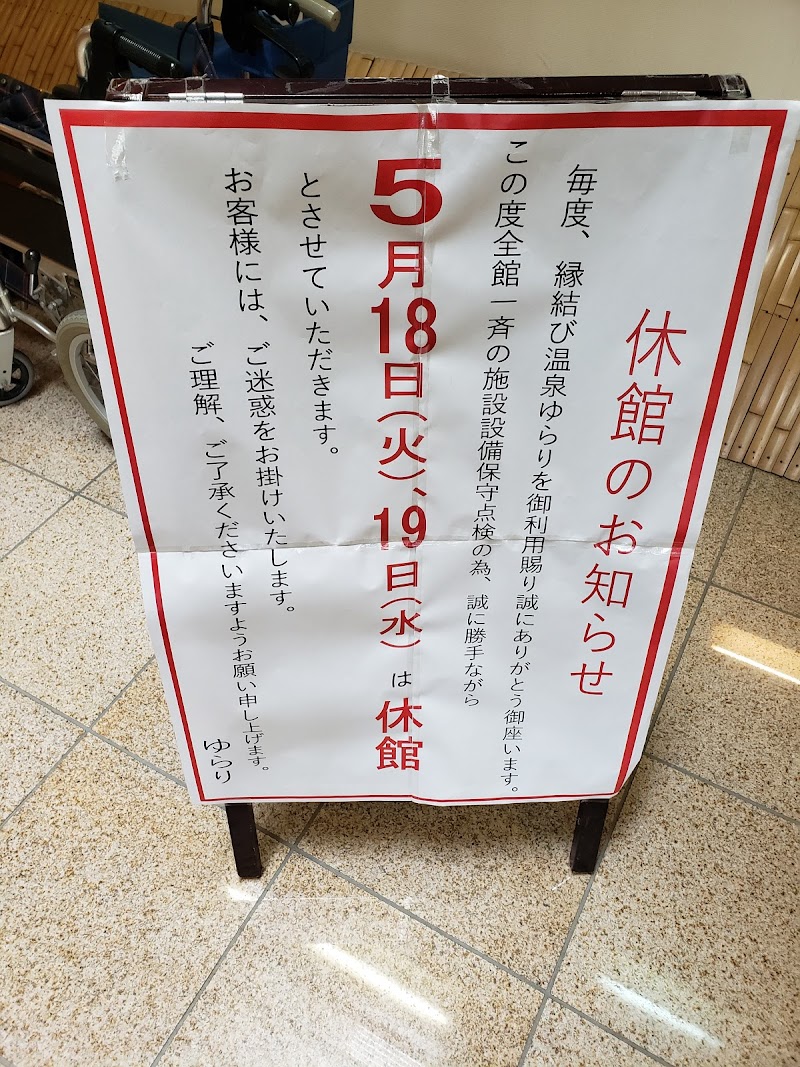 休館のお知らせ
毎度、縁結び温泉ゆらりを御利用賜り誠にありがとう御座います。
この度全館一斉の施設設備保守点検の為、誠に勝手ながら
5月18日(火)、19日(水)は休館
とさせていただきます。
お客様には、ご迷惑をお掛けいたします。
ご理解、ご了承くださいますようお願い申し上げます。
ゆらり